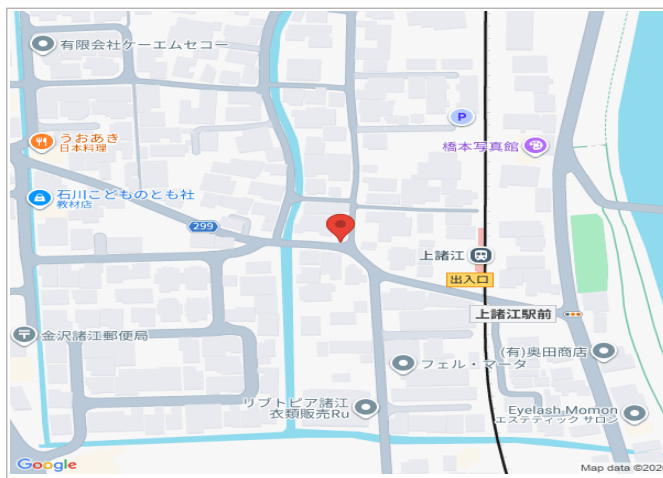 有限会社ケーエムセコー
うおあき
日本料理
P
橋本写真館
石川こどものとも社
教材店
299
上諸江
出入口
上諸江駅前
金沢諸江郵便局
(有)奥田商店
フェル・マータ
リブトピア諸江
衣類販売Ru
Eyelash Momon
エステティック サロン
Google
Map data ©202